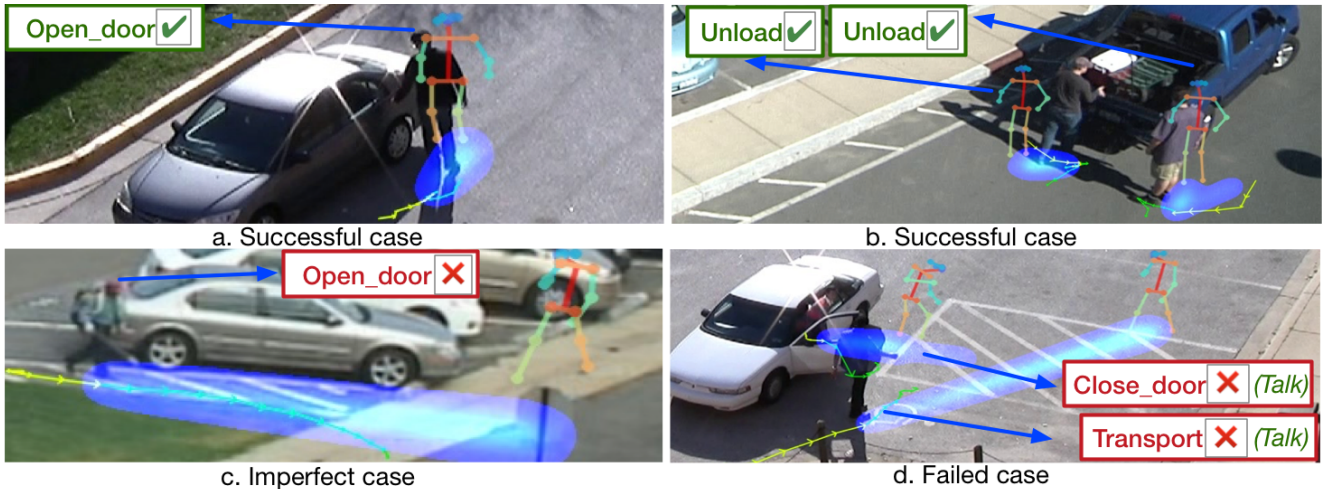 Open_door ✔
Unload ✔ Unload ✔
a. Successful case
b. Successful case
Open_door ✕
Close_door ✕ (Talk)
Transport ✕ (Talk)
c. Imperfect case
d. Failed case